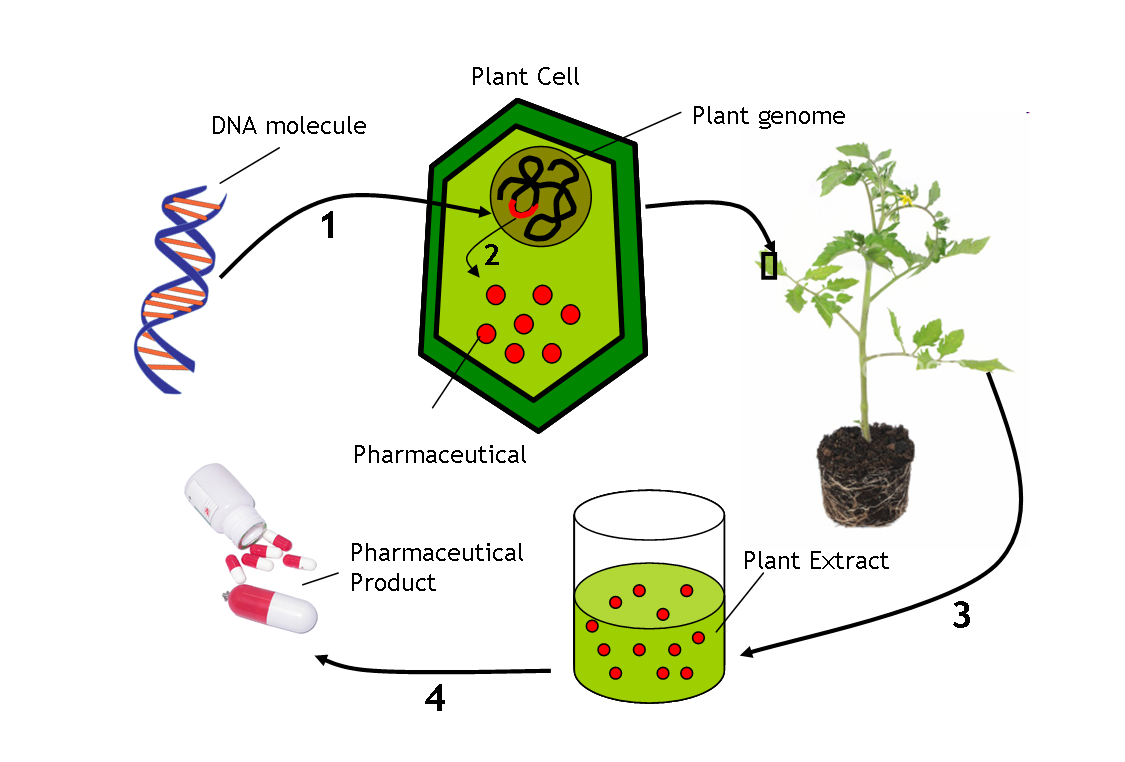 Plant Cell
DNA molecule
Plant genome
1
2
Pharmaceutical
Pharmaceutical
Product
Plant Extract
3
4